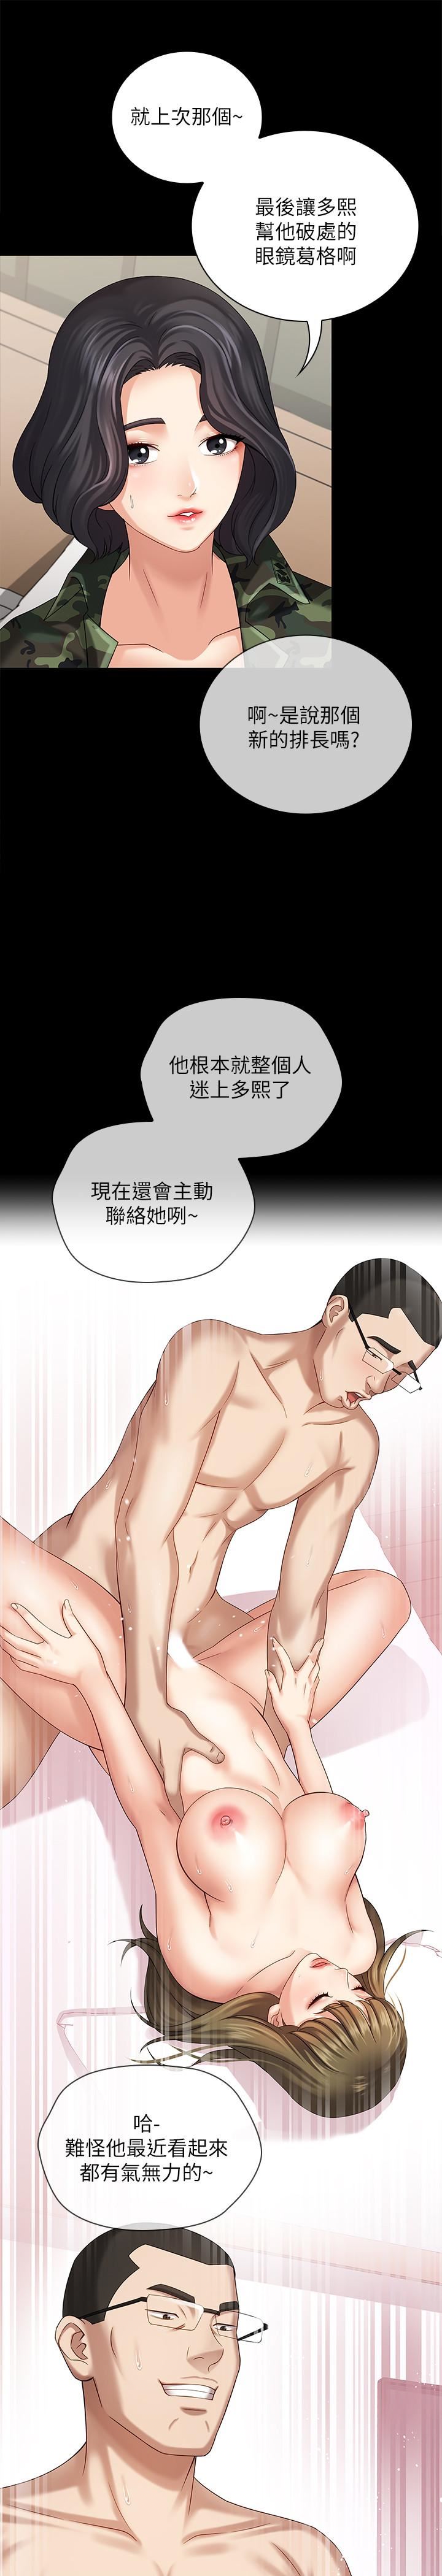 就上次那個~
最後讓多熙
幫他破處的
眼鏡葛格啊
啊~是說那個
新的排長嗎?
他根本就整個人
迷上多熙了
現在還會主動
聯絡她咧~
哈-
難怪他最近看起來
都有氣無力的~